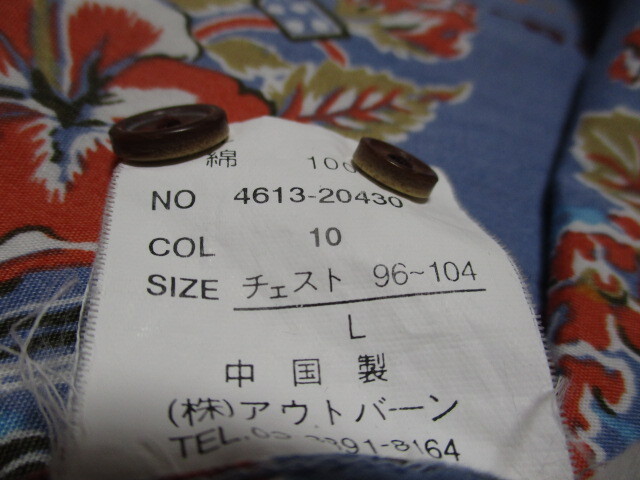 綿 100
NO 4613-20430
COL 10
SIZE チェスト 96~104
L
中国製
(株)アウトバーン
TEL.